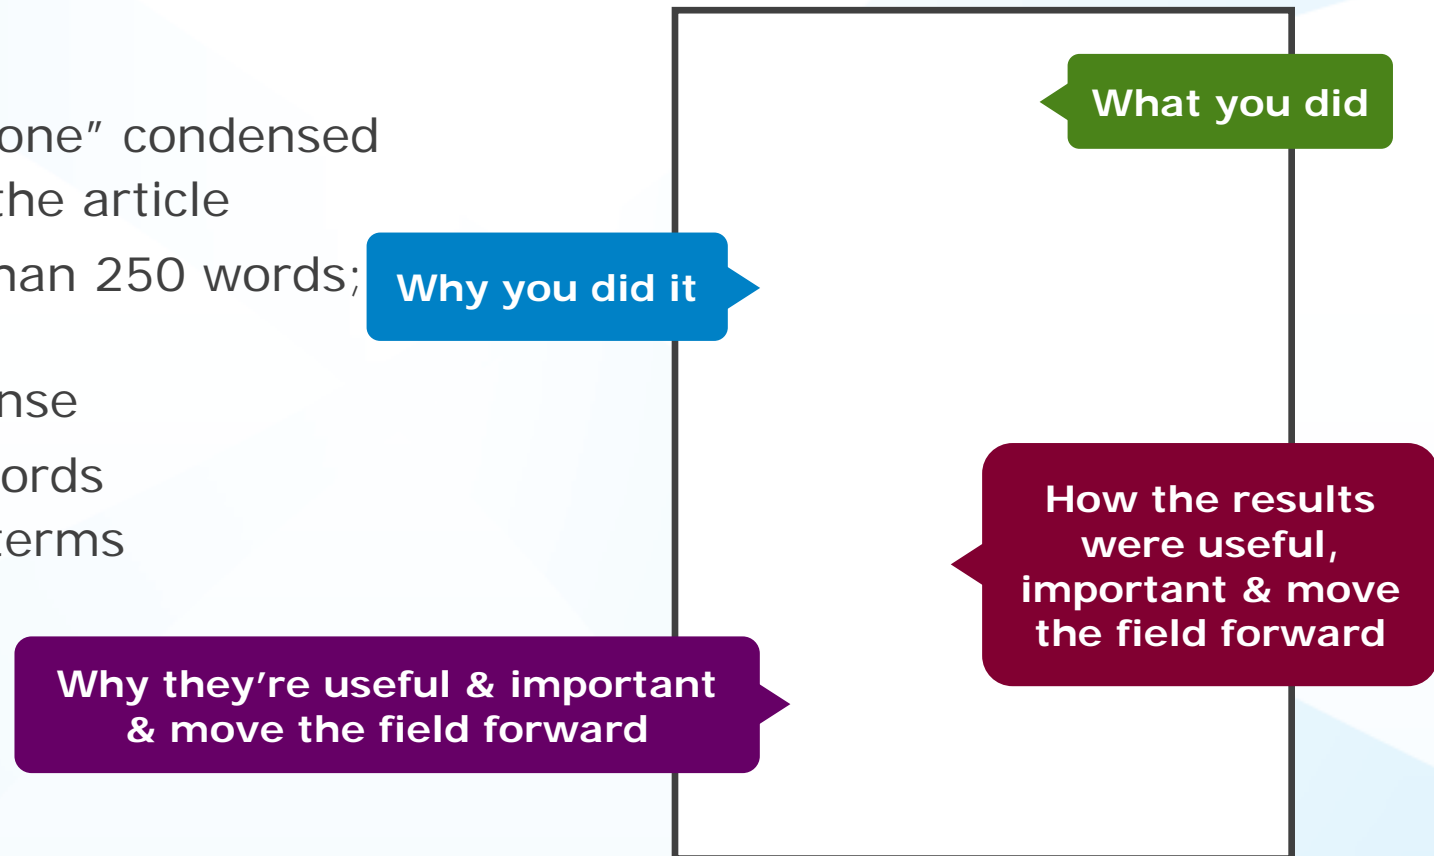 one” condensed
the article
han 250 words;
nse
ords
terms
What you did
Why you did it
How the results
were useful,
important & move
the field forward
Why they’re useful & important
& move the field forward